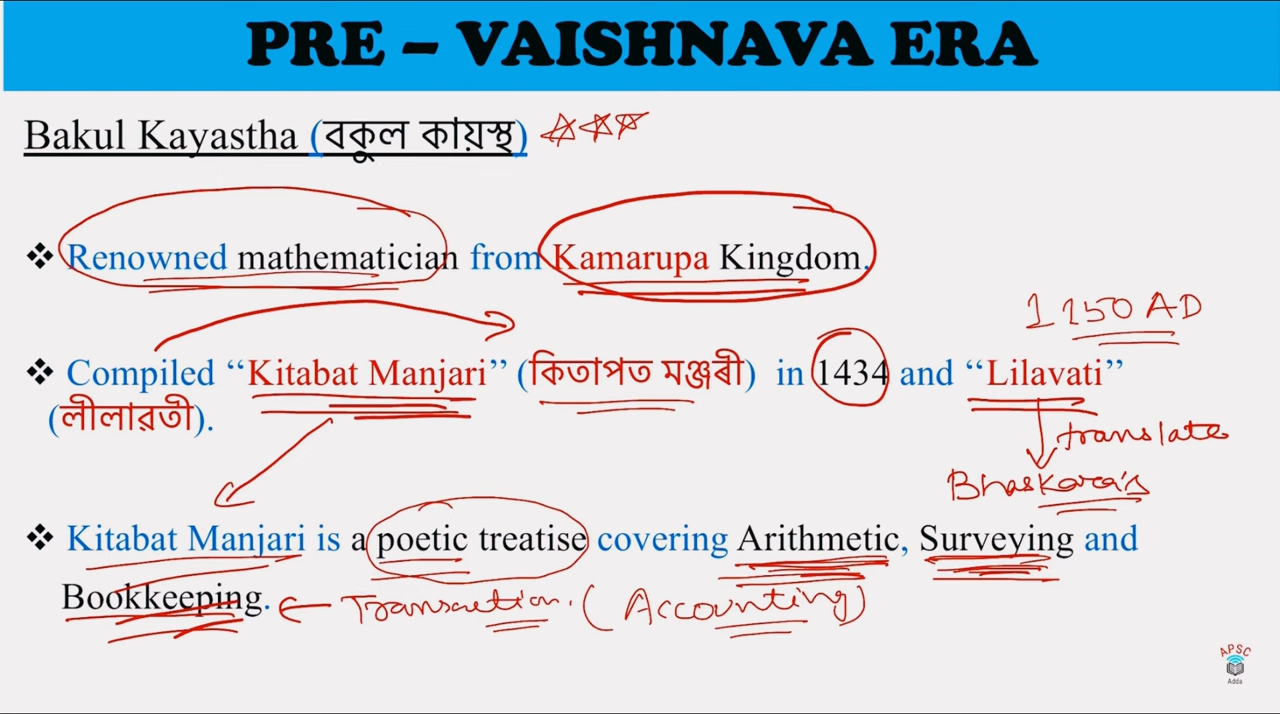 PRE – VAISHNAVA ERA
Bakul Kayastha (বকুল কায়স্থ)
❖ Renowned mathematician from Kamarupa Kingdom.
1150 AD
❖ Compiled “Kitabat Manjari” (কিতাপত মঞ্জৰী) in 1434 and “Lilavati”
(লীলারতী).
translate
Bhaskara's
❖ Kitabat Manjari is a poetic treatise covering Arithmetic, Surveying and
Bookkeeping. ← Transaction. (Accounting)
APSC
Adda